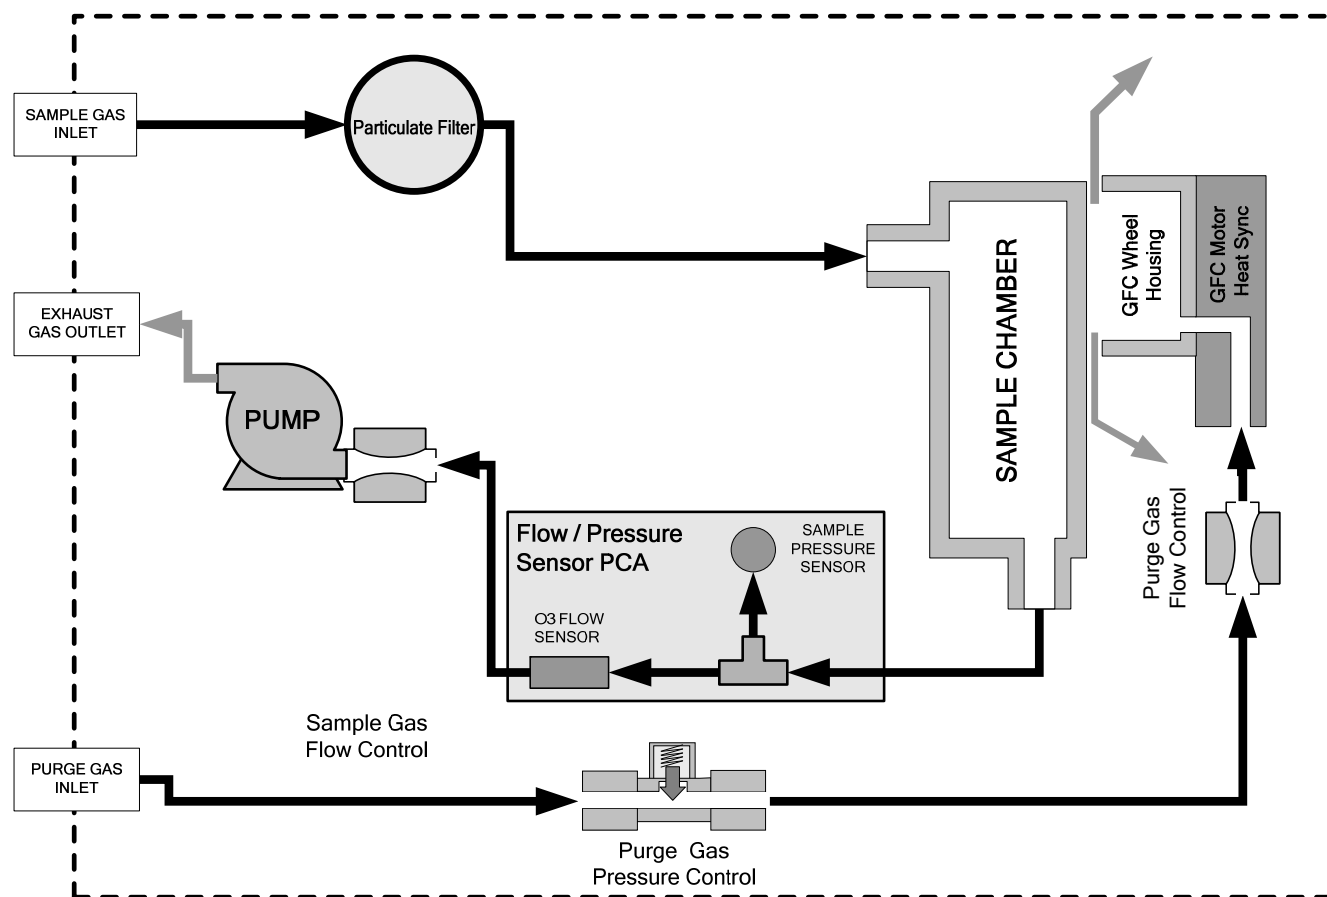 SAMPLE GAS
INLET
Particulate Filter
EXHAUST
GAS OUTLET
PUMP
SAMPLE CHAMBER
GFC Wheel
Housing
GFC Motor
Heat Sync
Flow / Pressure
Sensor PCA
SAMPLE
PRESSURE
SENSOR
O3 FLOW
SENSOR
Purge Gas
Flow Control
Sample Gas
Flow Control
PURGE GAS
INLET
Purge Gas
Pressure Control